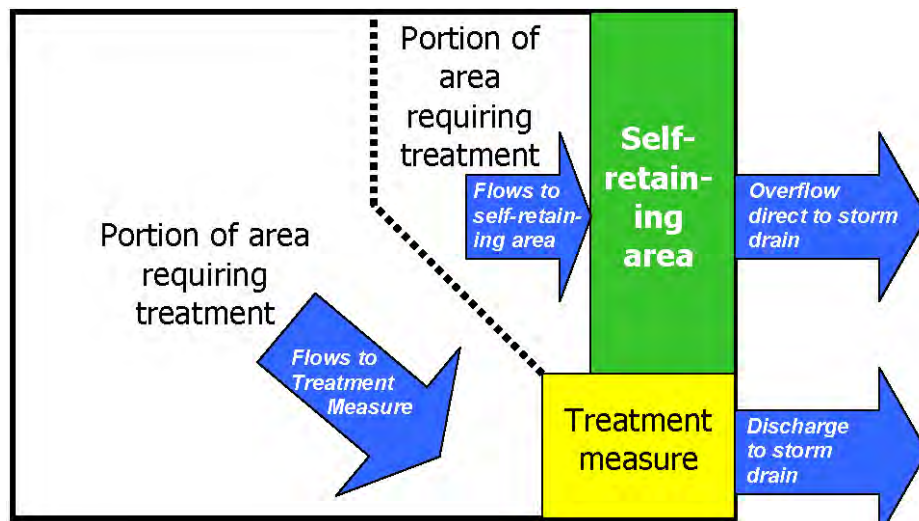 Portion of
area
requiring
treatment
Self-
retain-
ing
area
Flows to
self-retain-
ing area
Overflow
direct to storm
drain
Portion of area
requiring
treatment
Flows to
Treatment
Measure
Treatment
measure
Discharge
to storm
drain